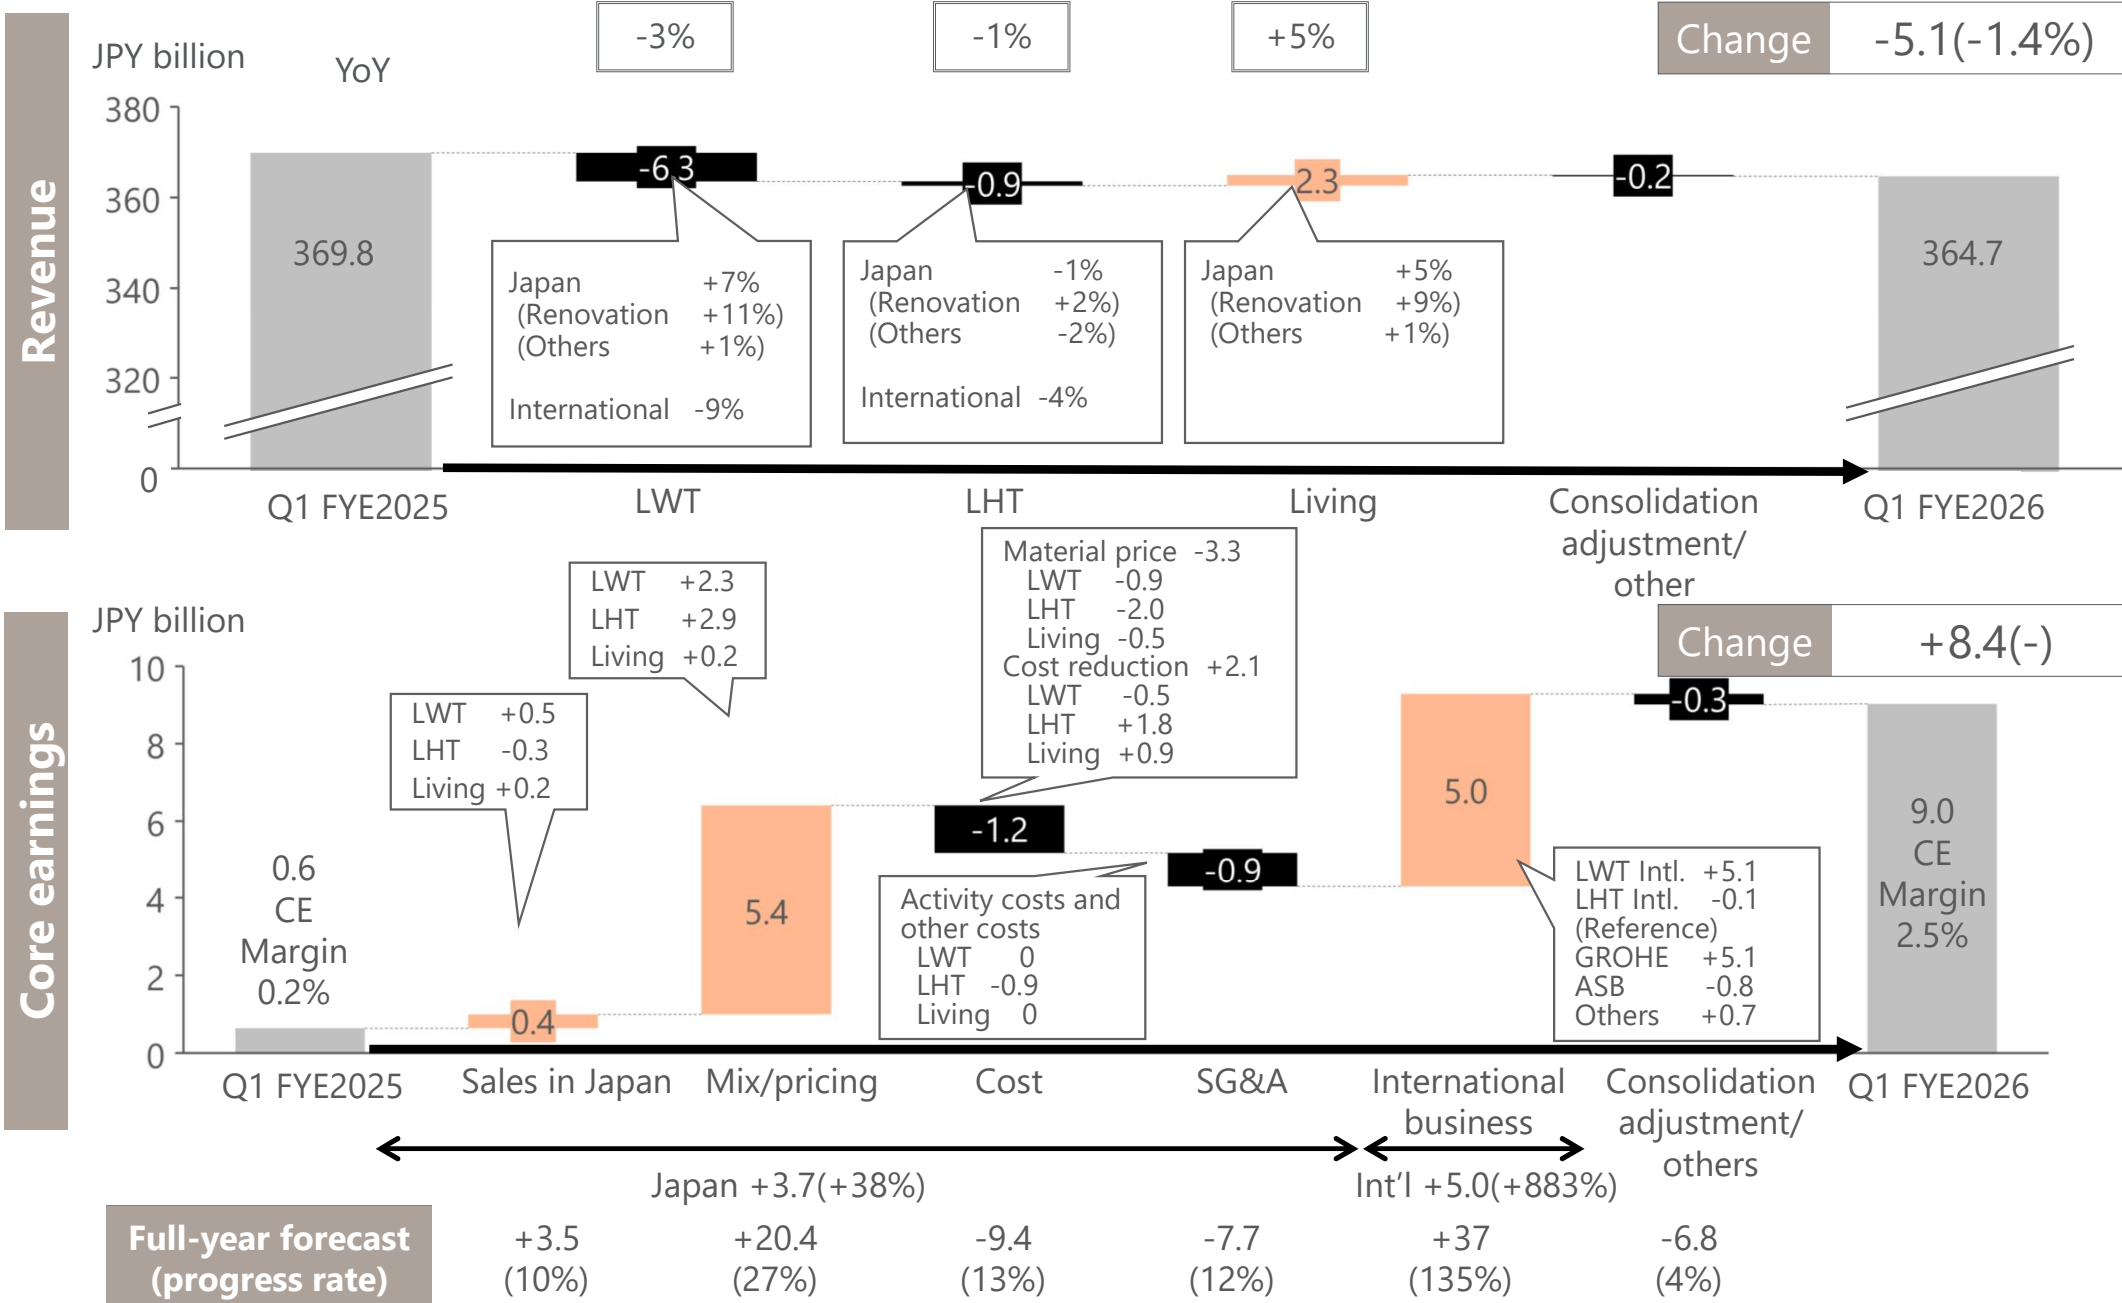 Revenue
JPY billion
YoY
-3%
-1%
+5%
Change -5.1(-1.4%)
380
360
340
320
0
369.8
-6.3
-0.9
2.3
-0.2
364.7
Japan +7%
(Renovation +11%)
(Others +1%)
International -9%
Japan -1%
(Renovation +2%)
(Others -2%)
International -4%
Japan +5%
(Renovation +9%)
(Others +1%)
Q1 FYE2025
LWT
LHT
Living
Consolidation
adjustment/
other
Q1 FYE2026
Core earnings
JPY billion
Change +8.4(-)
10
8
6
4
2
0
0.6
CE
Margin
0.2%
LWT +0.5
LHT -0.3
Living +0.2
0.4
LWT +2.3
LHT +2.9
Living +0.2
5.4
Material price -3.3
LWT -0.9
LHT -2.0
Living -0.5
Cost reduction +2.1
LWT -0.5
LHT +1.8
Living +0.9
-1.2
Activity costs and
other costs
LWT 0
LHT -0.9
Living 0
-0.9
5.0
LWT Intl. +5.1
LHT Intl. -0.1
(Reference)
GROHE +5.1
ASB -0.8
Others +0.7
-0.3
9.0
CE
Margin
2.5%
Q1 FYE2025
Sales in Japan
Mix/pricing
Cost
SG&A
International
business
Consolidation
adjustment/
others
Q1 FYE2026
Japan +3.7(+38%)
Int'l +5.0(+883%)
Full-year forecast
(progress rate)
+3.5
(10%)
+20.4
(27%)
-9.4
(13%)
-7.7
(12%)
+37
(135%)
-6.8
(4%)